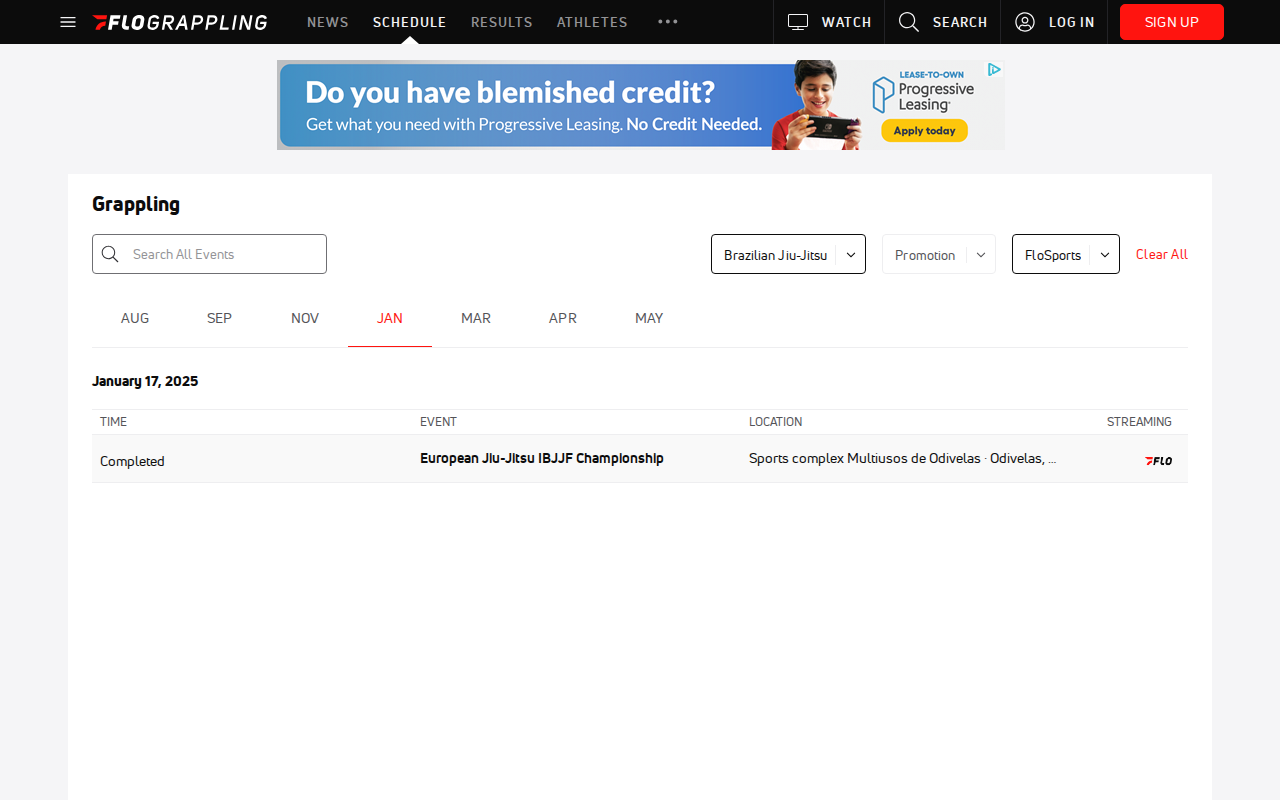 FLOGRAPPLING NEWS SCHEDULE RESULTS ATHLETES WATCH SEARCH LOG IN SIGN UP
Do you have blemished credit?
Get what you need with Progressive Leasing. No Credit Needed.
LEASE-TO-OWN
Progressive
Leasing
Apply today
Grappling
Search All Events Brazilian Jiu-Jitsu Promotion FloSports Clear All
AUG SEP NOV JAN MAR APR MAY
January 17, 2025
TIME EVENT LOCATION STREAMING
Completed European Jiu-Jitsu IBJJF Championship Sports complex Multiusos de Odivelas · Odivelas, ... FLO